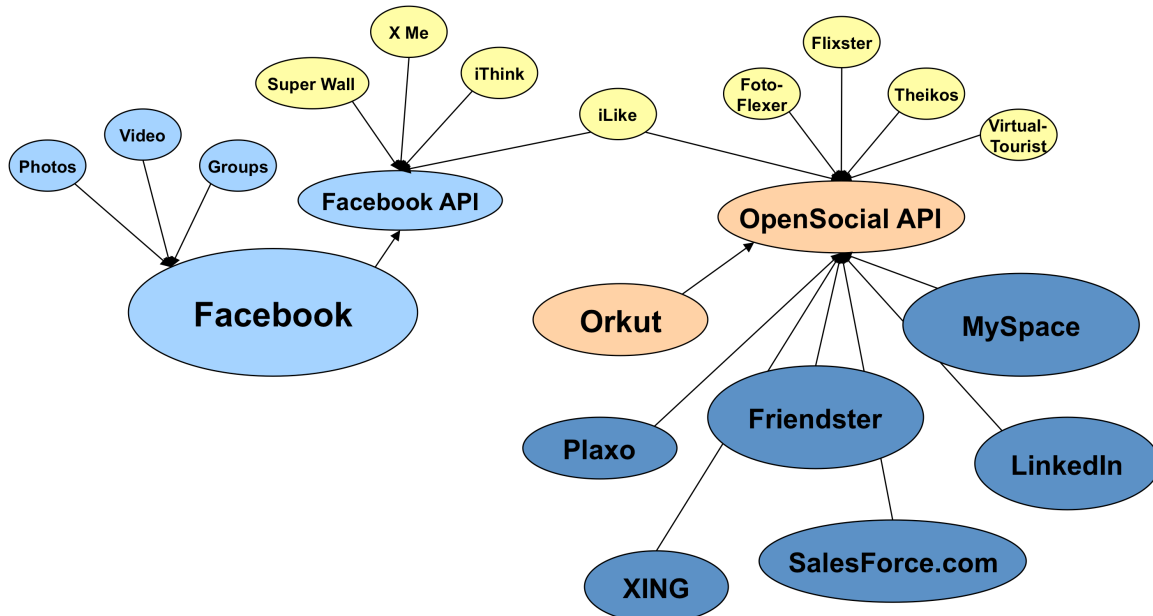 X Me
Flixster
Super Wall
iThink
Foto-
Flexer
Theikos
iLike
Video
Virtual-
Tourist
Photos
Groups
Facebook API
OpenSocial API
Facebook
Orkut
MySpace
Friendster
Plaxo
LinkedIn
SalesForce.com
XING